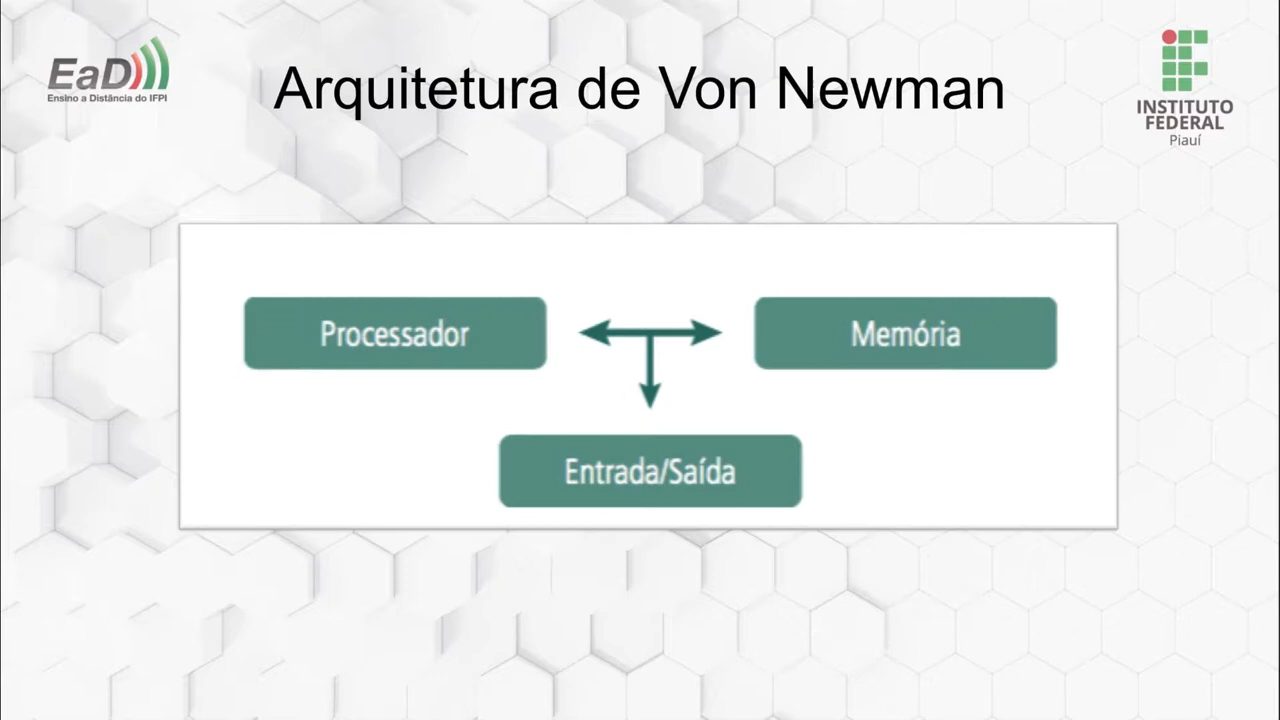 EaD
Ensino a Distância do IFPI
Arquitetura de Von Newman
INSTITUTO
FEDERAL
Piauí
Processador
Memória
Entrada/Saída